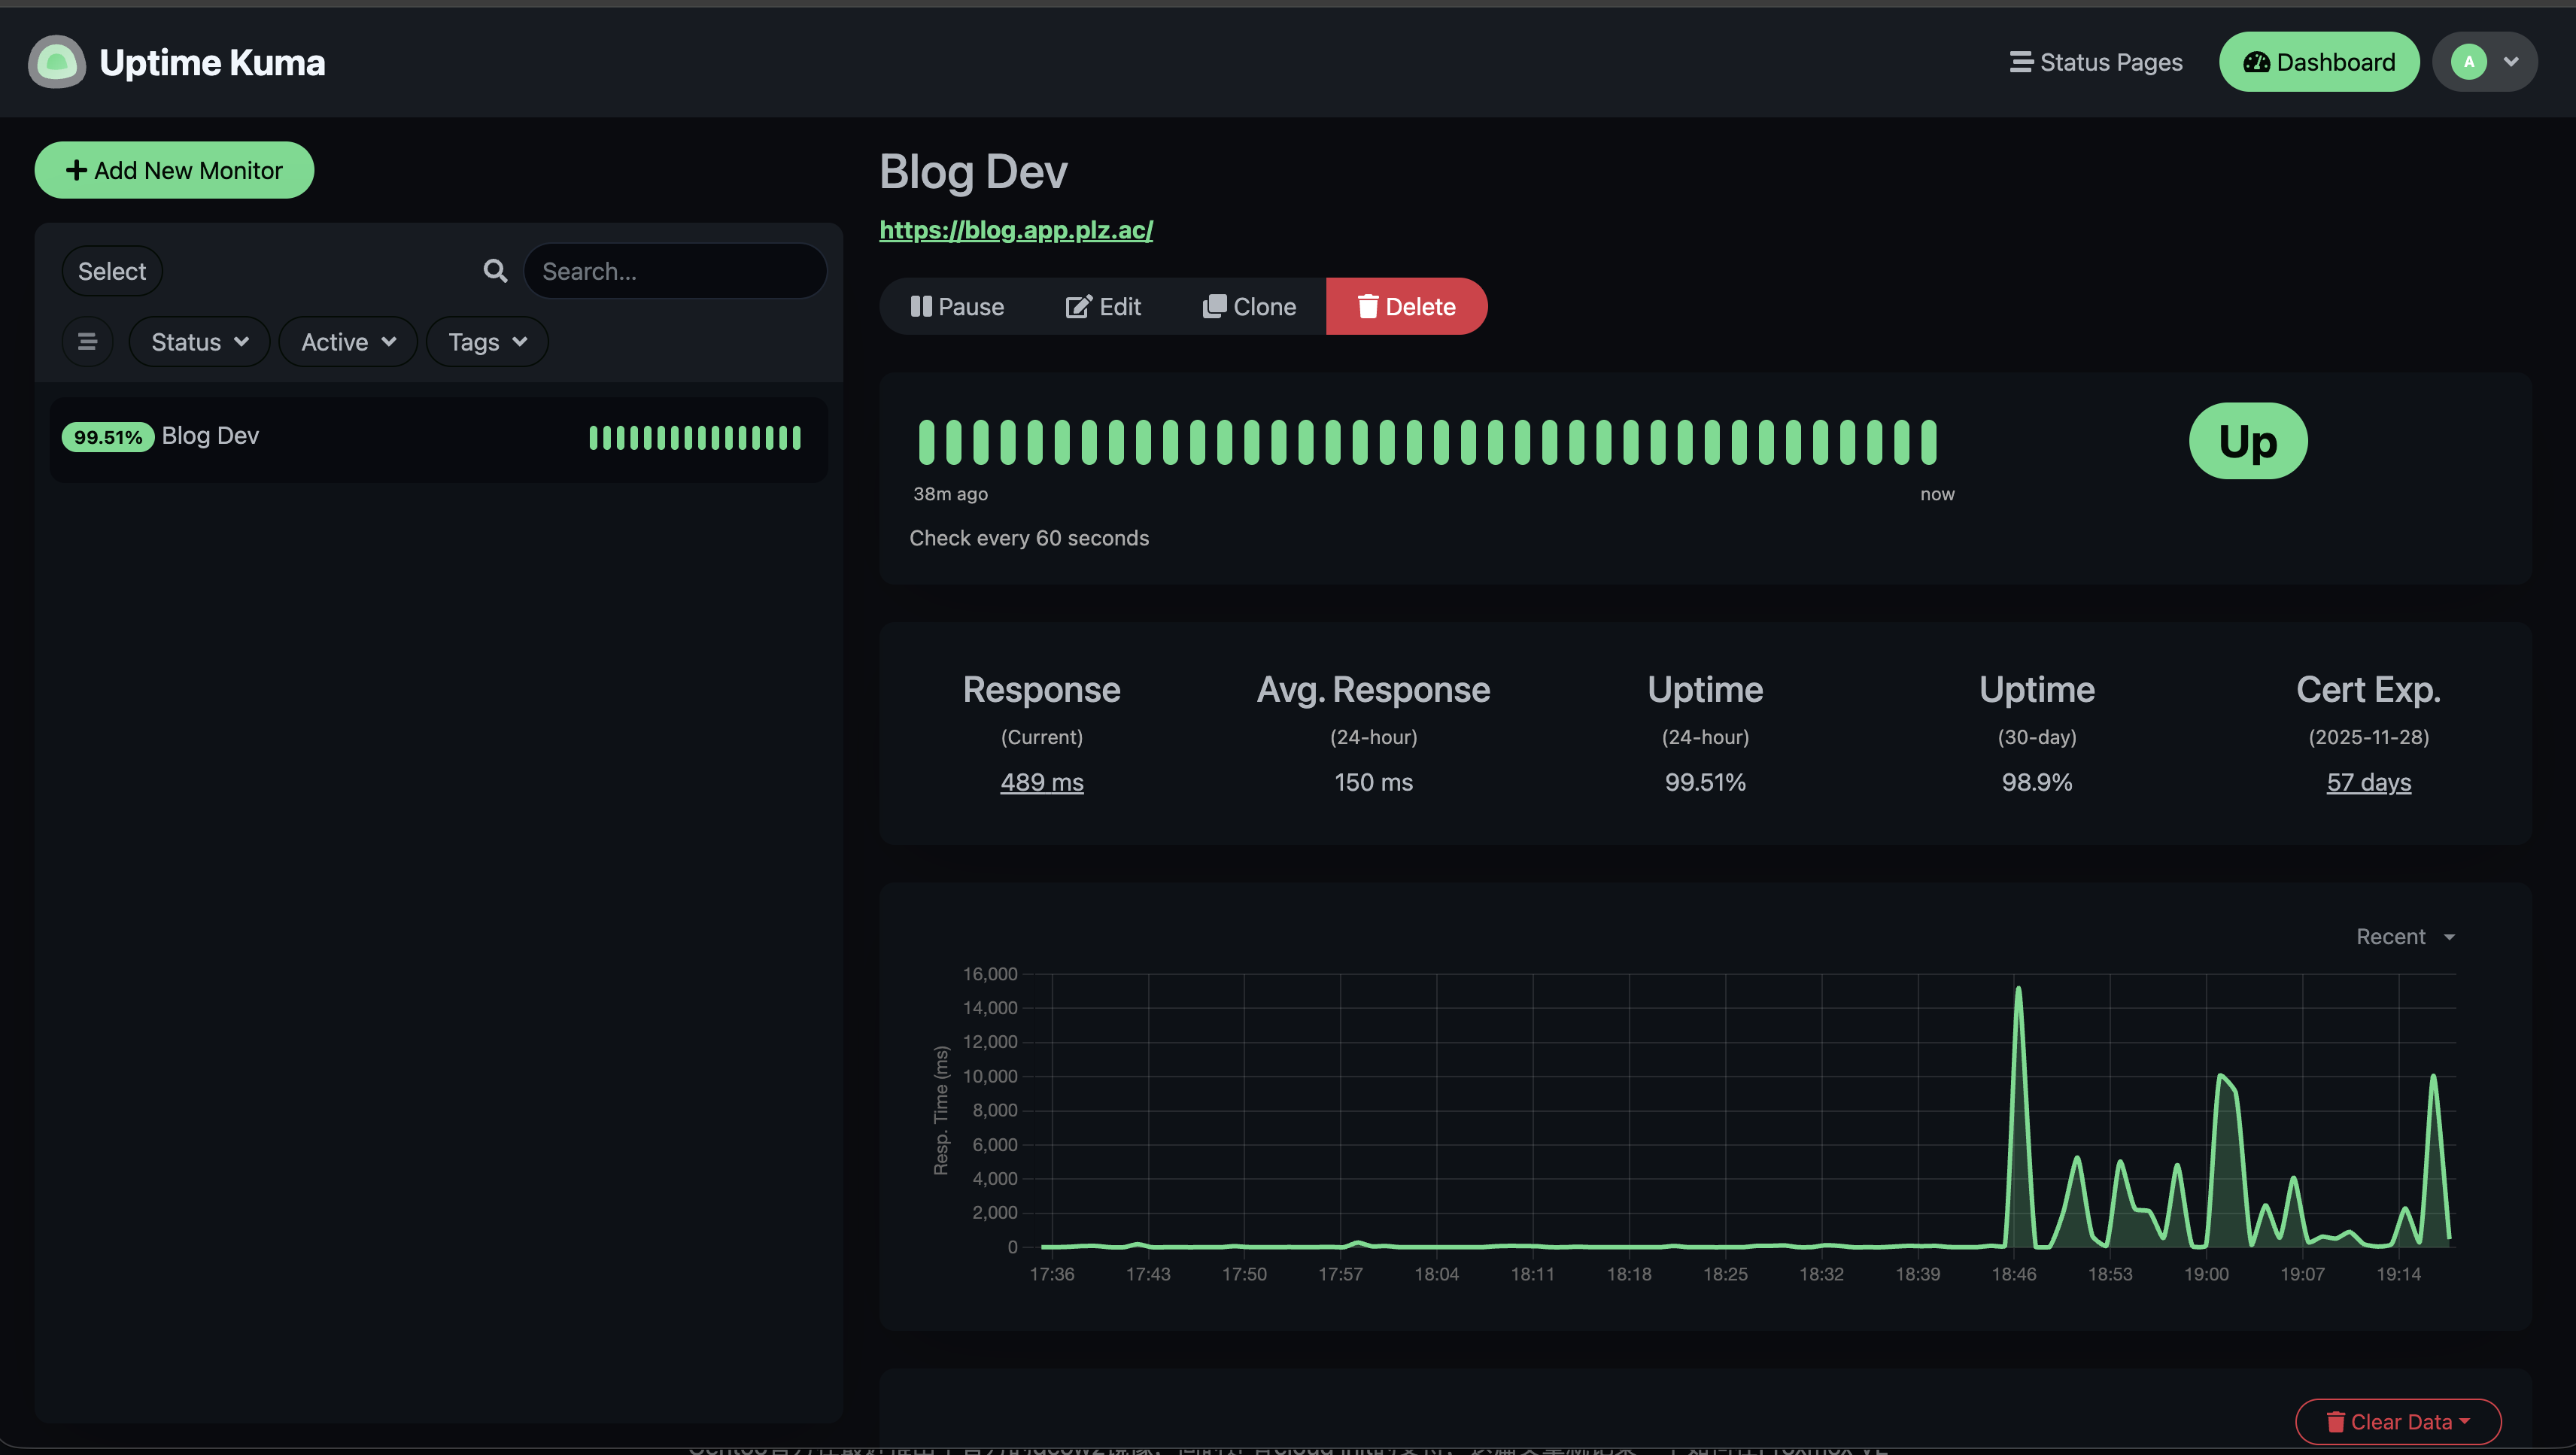 Uptime Kuma
Status Pages
Dashboard
A
Add New Monitor
Select
Search...
Status
Active
Tags
99.51% Blog Dev
Blog Dev
https://blog.app.plz.ac/
Pause
Edit
Clone
Delete
38m ago
now
Check every 60 seconds
Up
Response
(Current)
489 ms
Avg. Response
(24-hour)
150 ms
Uptime
(24-hour)
99.51%
Uptime
(30-day)
98.9%
Cert Exp.
(2025-11-28)
57 days
Recent
Resp. Time (ms)
16,000
14,000
12,000
10,000
8,000
6,000
4,000
2,000
0
17:36 17:43 17:50 17:57 18:04 18:11 18:18 18:25 18:32 18:39 18:46 18:53 19:00 19:07 19:14
Clear Data